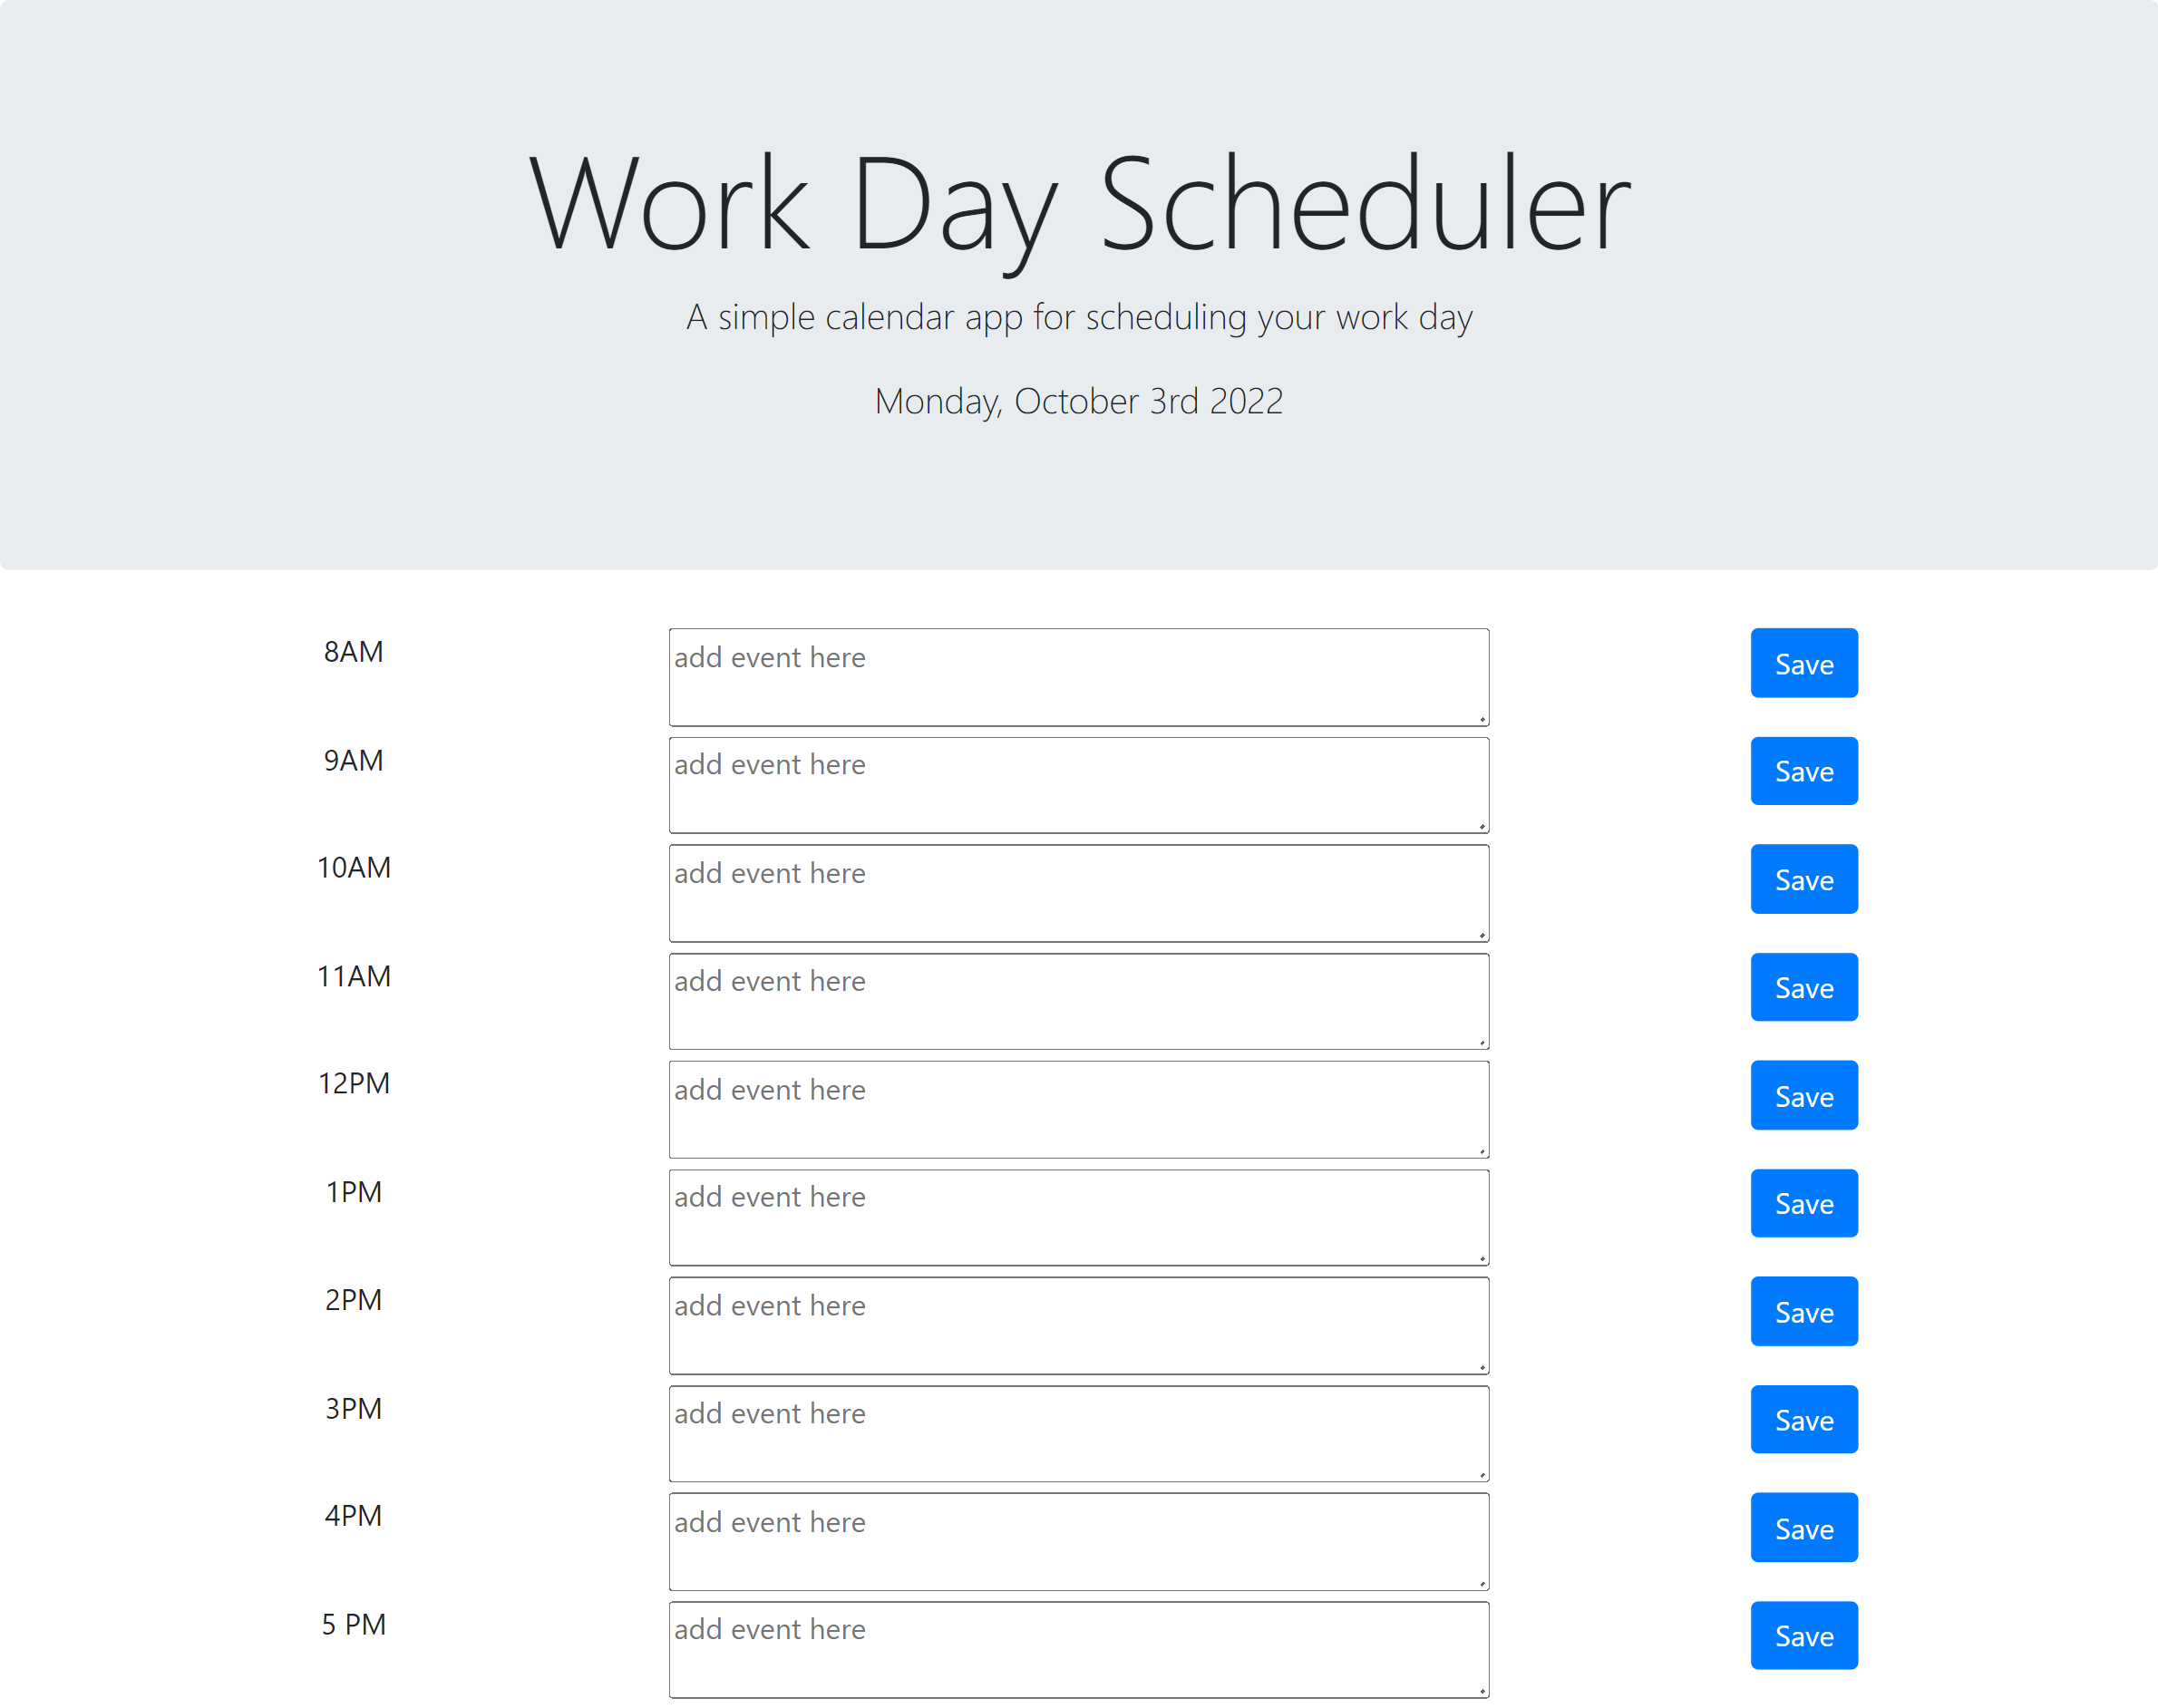 Work Day Scheduler
A simple calendar app for scheduling your work day
Monday, October 3rd 2022
8AM add event here Save
9AM add event here Save
10AM add event here Save
11AM add event here Save
12PM add event here Save
1PM add event here Save
2PM add event here Save
3PM add event here Save
4PM add event here Save
5 PM add event here Save